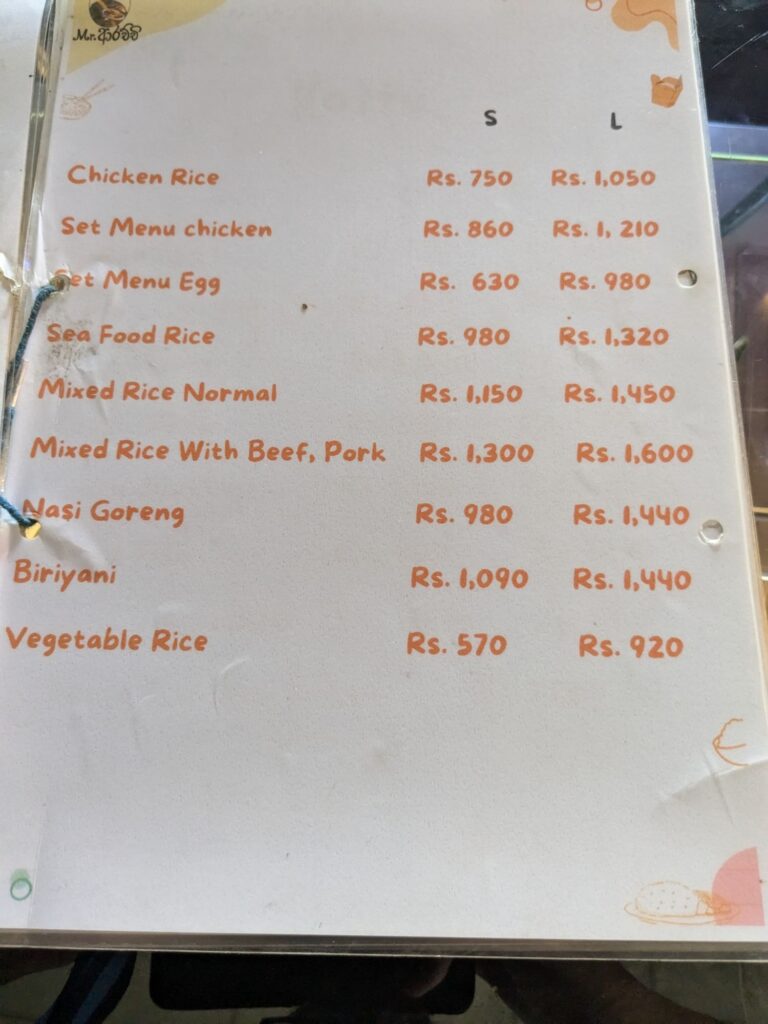 Mr.ආරච්චි
S L
Chicken Rice Rs. 750 Rs. 1,050
Set Menu chicken Rs. 860 Rs. 1, 210
Set Menu Egg Rs. 630 Rs. 980
Sea Food Rice Rs. 980 Rs. 1,320
Mixed Rice Normal Rs. 1,150 Rs. 1,450
Mixed Rice With Beef, Pork Rs. 1,300 Rs. 1,600
Nasi Goreng Rs. 980 Rs. 1,440
Biriyani Rs. 1,090 Rs. 1,440
Vegetable Rice Rs. 570 Rs. 920